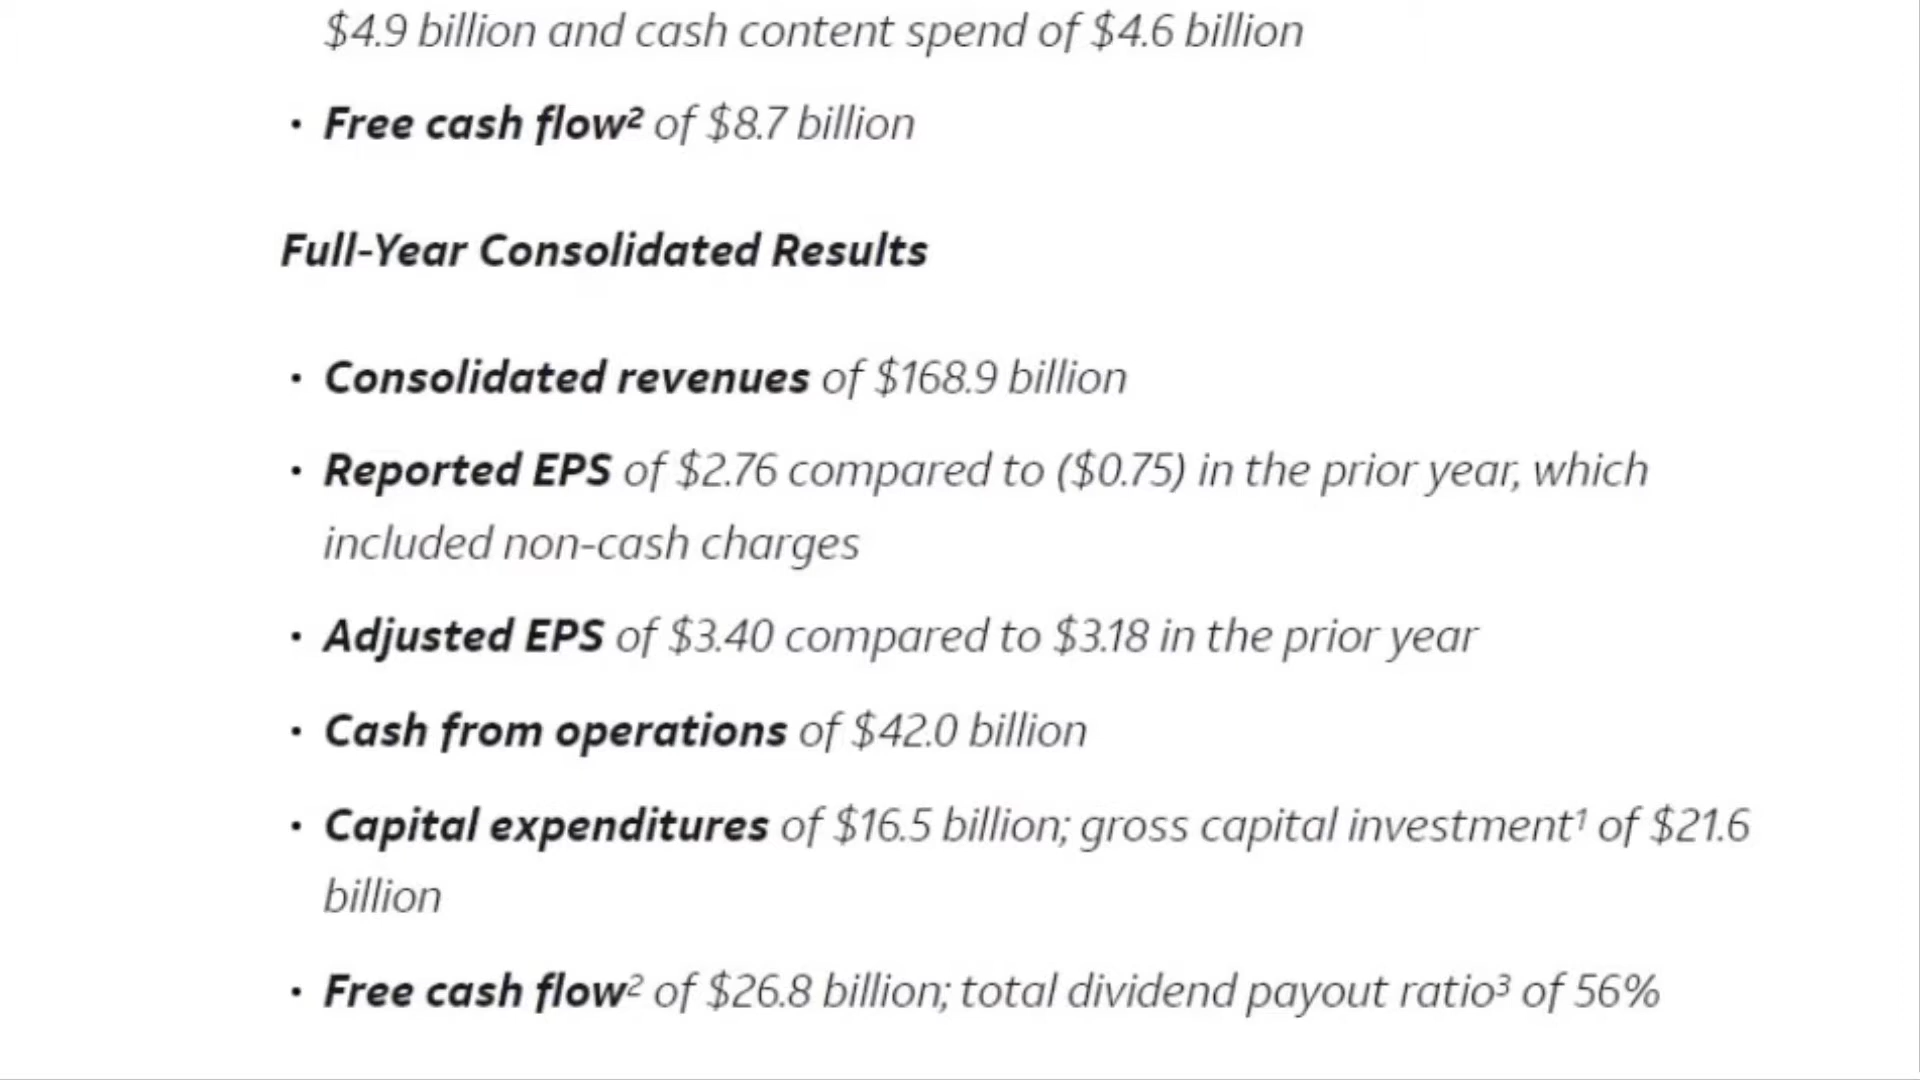 $4.9 billion and cash content spend of $4.6 billion
• Free cash flow² of $8.7 billion
Full-Year Consolidated Results
• Consolidated revenues of $168.9 billion
• Reported EPS of $2.76 compared to ($0.75) in the prior year, which
included non-cash charges
• Adjusted EPS of $3.40 compared to $3.18 in the prior year
• Cash from operations of $42.0 billion
• Capital expenditures of $16.5 billion; gross capital investment¹ of $21.6
billion
• Free cash flow² of $26.8 billion; total dividend payout ratio³ of 56%